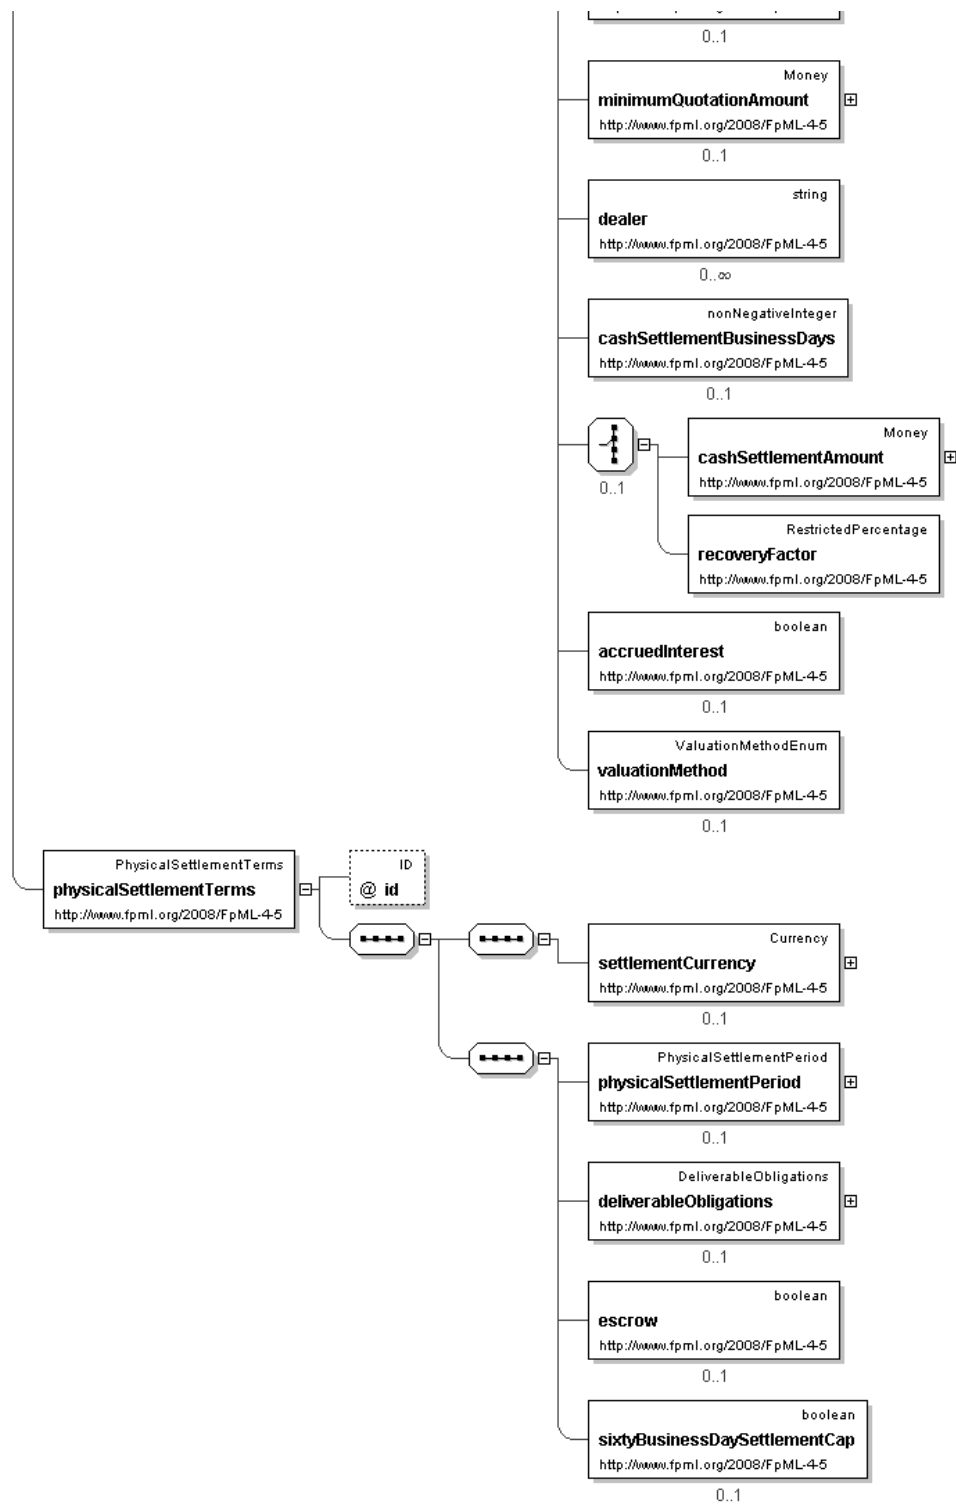 0..1
Money
minimumQuotationAmount
http://www.fpml.org/2008/FpML-4-5
0..1
string
dealer
http://www.fpml.org/2008/FpML-4-5
0..∞
nonNegativeInteger
cashSettlementBusinessDays
http://www.fpml.org/2008/FpML-4-5
0..1
0..1
Money
cashSettlementAmount
http://www.fpml.org/2008/FpML-4-5
RestrictedPercentage
recoveryFactor
http://www.fpml.org/2008/FpML-4-5
boolean
accruedInterest
http://www.fpml.org/2008/FpML-4-5
0..1
ValuationMethodEnum
valuationMethod
http://www.fpml.org/2008/FpML-4-5
0..1
PhysicalSettlementTerms
physicalSettlementTerms
http://www.fpml.org/2008/FpML-4-5
ID
@ id
Currency
settlementCurrency
http://www.fpml.org/2008/FpML-4-5
0..1
PhysicalSettlementPeriod
physicalSettlementPeriod
http://www.fpml.org/2008/FpML-4-5
0..1
DeliverableObligations
deliverableObligations
http://www.fpml.org/2008/FpML-4-5
0..1
boolean
escrow
http://www.fpml.org/2008/FpML-4-5
0..1
boolean
sixtyBusinessDaySettlementCap
http://www.fpml.org/2008/FpML-4-5
0..1